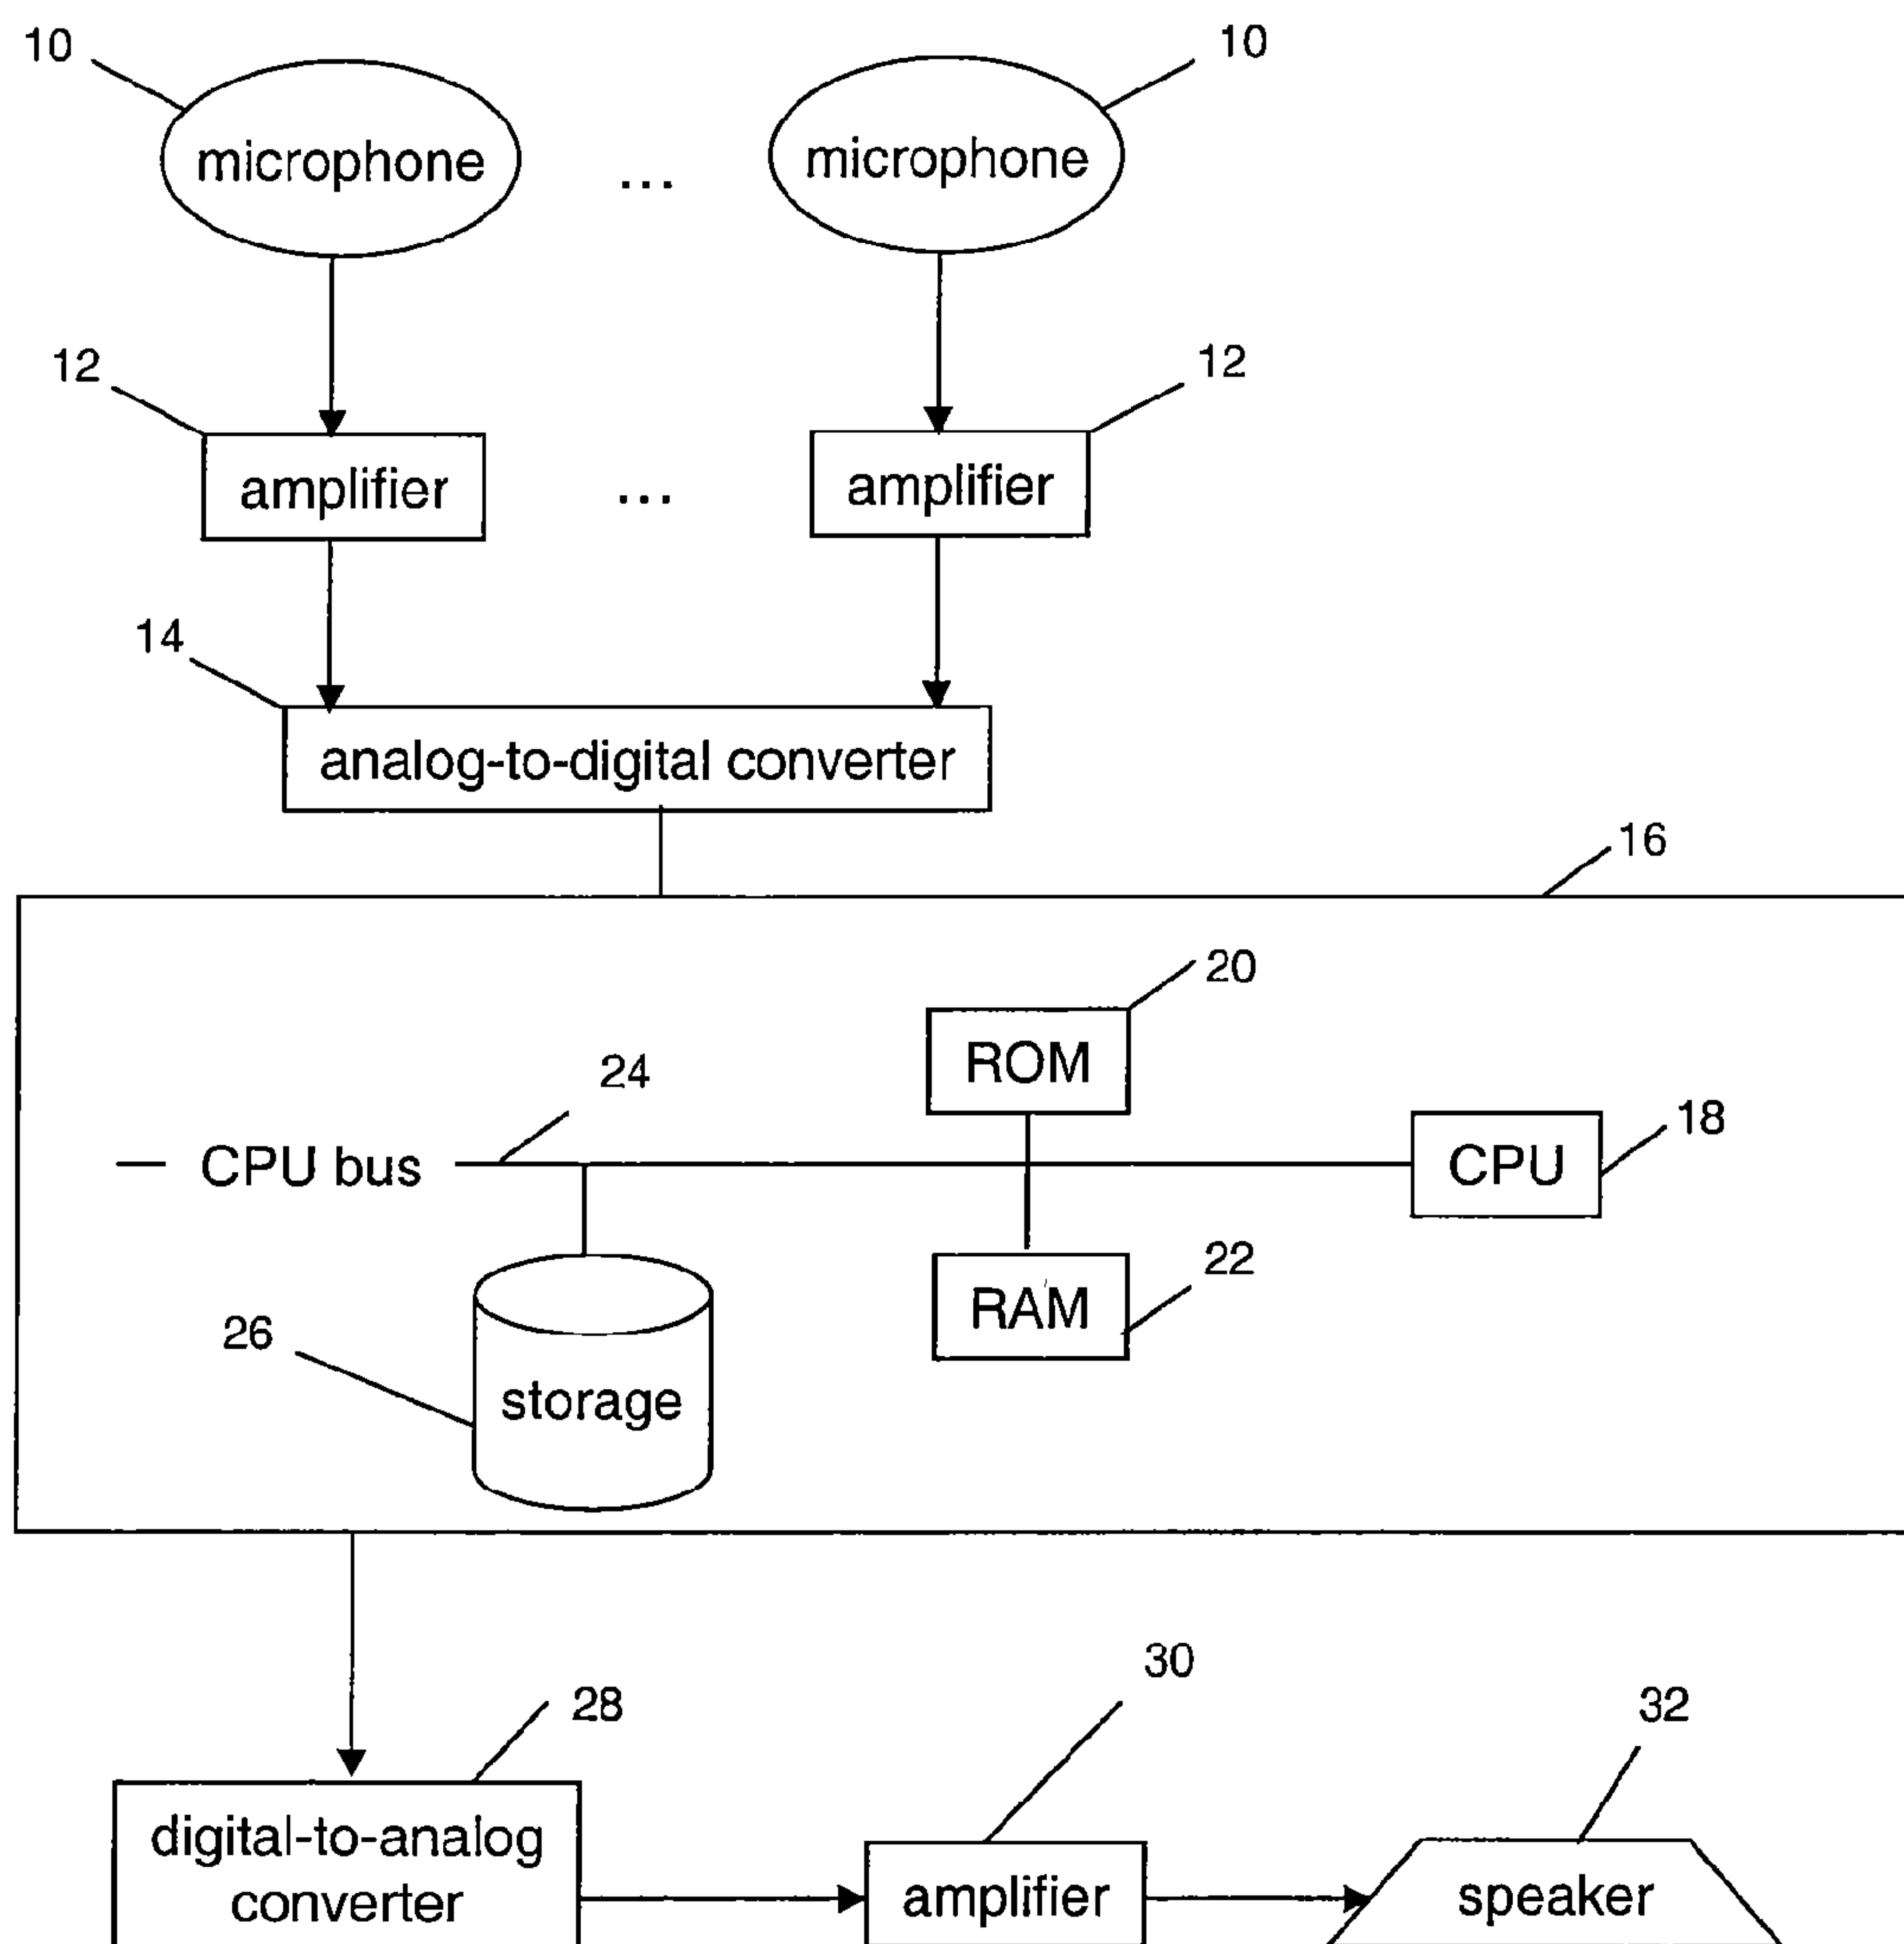 10
10
microphone
...
microphone
12
12
amplifier
...
amplifier
14
analog-to-digital converter
16
20
ROM
24
18
CPU bus
CPU
22
RAM
26
storage
30
28
32
digital-to-analog
converter
amplifier
speaker